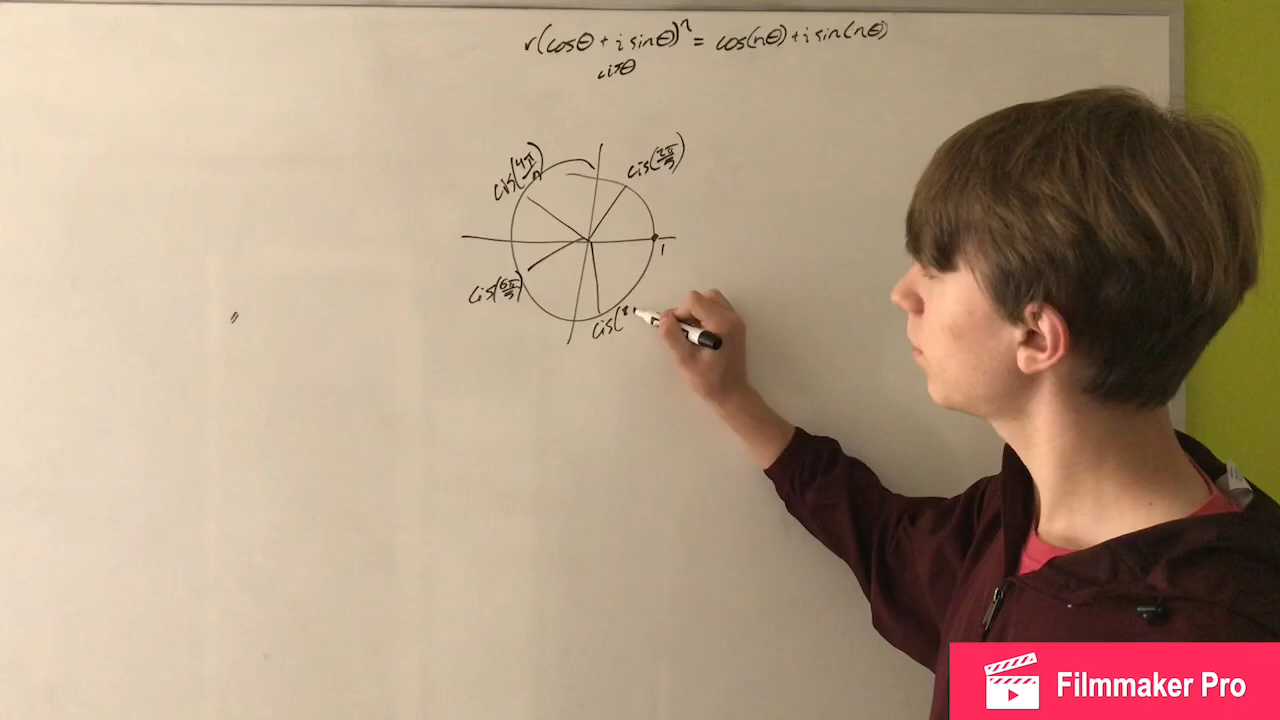 r(cosθ + i sinθ)ⁿ = cos(nθ) + i sin(nθ)
cisθ
cis(4π/n)
cis(2π/5)
1
cis(6π/5)
cis(8
Filmmaker Pro